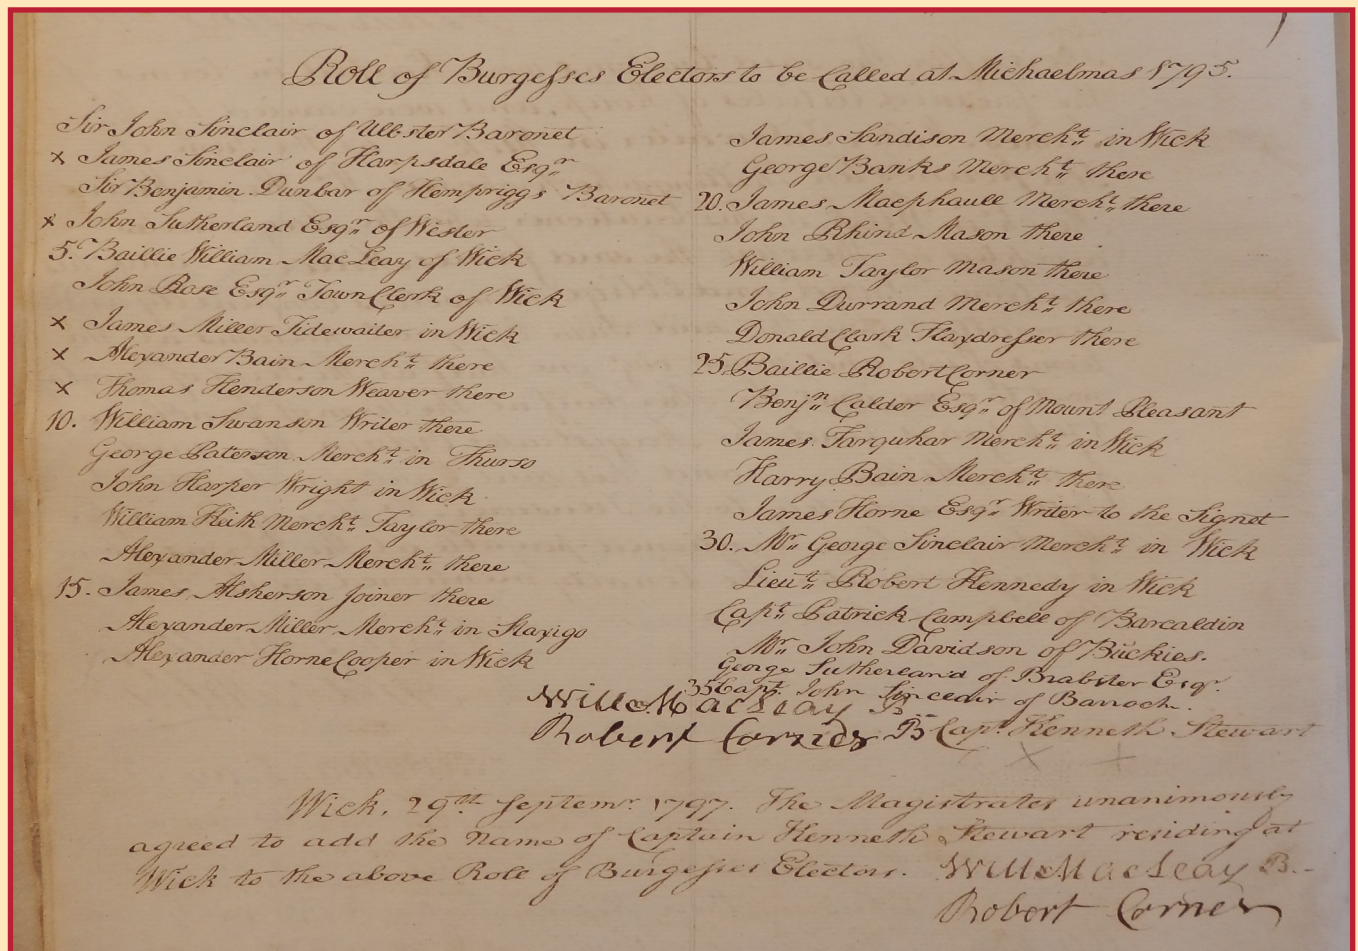 Roll of Burgesses Electors to be Called at Michaelmas 1795.
Sir John Sinclair of Ulbster Baronet
x James Sinclair of Harpsdale Esqr.
Sir Benjamin Dunbar of Hempriggs Baronet
x John Sutherland Esqr. of Wester
5. Baillie William MacLeay of Wick
John Rose Esqr. Town Clerk of Wick
x James Miller Tidewaiter in Wick
x Alexander Bain Mercht. there
x Thomas Henderson Weaver there
10. William Swanson Writer there
George Paterson Mercht. in Thurso
John Harper Wright in Wick
William Keith Mercht. Taylor there
Alexander Miller Mercht. there
15. James Alsherson Joiner there
Alexander Miller Mercht. in Staxigo
Alexander Horne Cooper in Wick
James Sandison Mercht. in Wick
George Banks Mercht. there
20. James Macphaull Mercht. there
John Rhind Mason there
William Taylor Mason there
John Durrand Mercht. there
Donald Clark Flaxdresser there
25. Baillie Robert Corner
Benjn. Calder Esqr. of Mount Pleasant
James Farquhar Mercht. in Wick
Harry Bain Mercht. there
James Horne Esqr. Writer to the Signet
30. Mr. George Sinclair Mercht. in Wick
Lieut. Robert Kennedy in Wick
Capt. Patrick Campbell of Barcaldin
Mr. John Davidson of Buckies.
George Sutherland of Brabster Esqr.
35 Capt. John Sinclair of Barrock.
Will MacLeay B
Robert Corner B Capt. Kenneth Stewart
x +
Wick, 29th Septemr. 1797. The Magistrates unanimously
agreed to add the Name of Captain Kenneth Stewart residing at
Wick to the above Roll of Burgesses Electors. Will MacLeay B.
Robert Corner